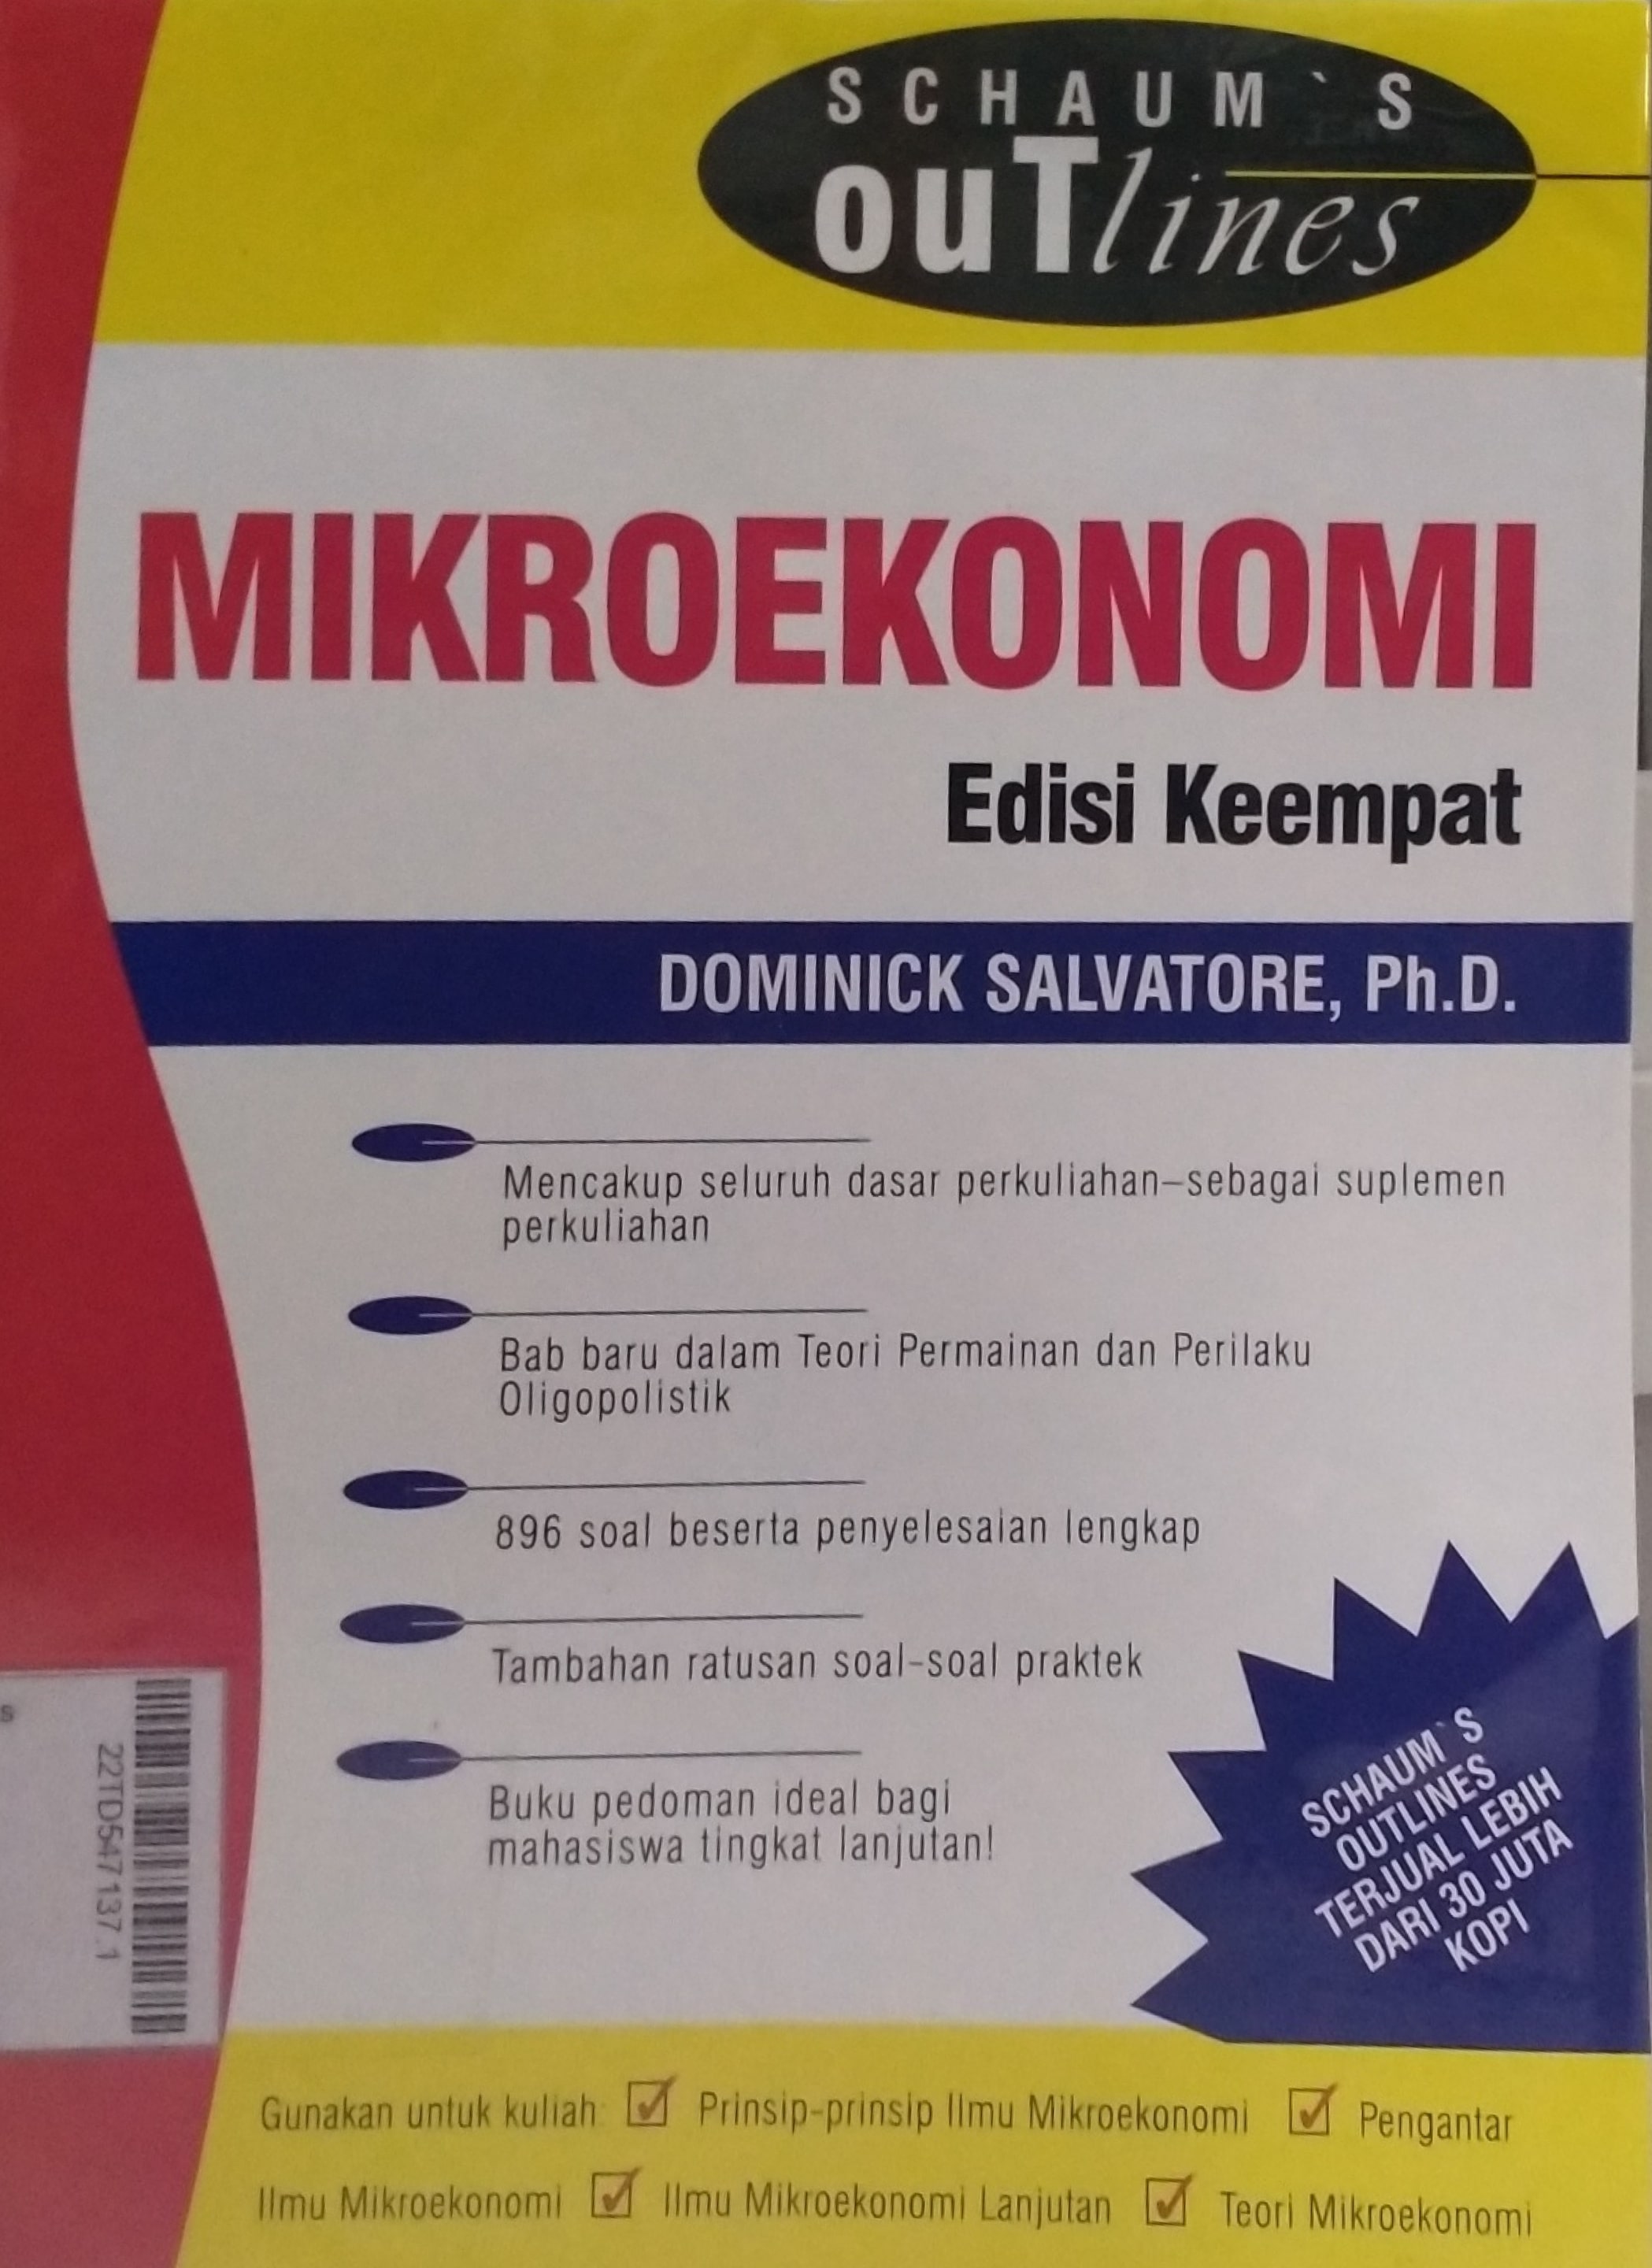 SCHAUM`S
ouTlines
MIKROEKONOMI
Edisi Keempat
DOMINICK SALVATORE, Ph.D.
Mencakup seluruh dasar perkuliahan–sebagai suplemen
perkuliahan
Bab baru dalam Teori Permainan dan Perilaku
Oligopolistik
896 soal beserta penyelesaian lengkap
Tambahan ratusan soal-soal praktek
Buku pedoman ideal bagi
mahasiswa tingkat lanjutan!
SCHAUM`S
OUTLINES
TERJUAL LEBIH
DARI 30 JUTA
KOPI
s
22TD547137.1
Gunakan untuk kuliah: ☑ Prinsip-prinsip Ilmu Mikroekonomi ☑ Pengantar
Ilmu Mikroekonomi ☑ Ilmu Mikroekonomi Lanjutan ☑ Teori Mikroekonomi